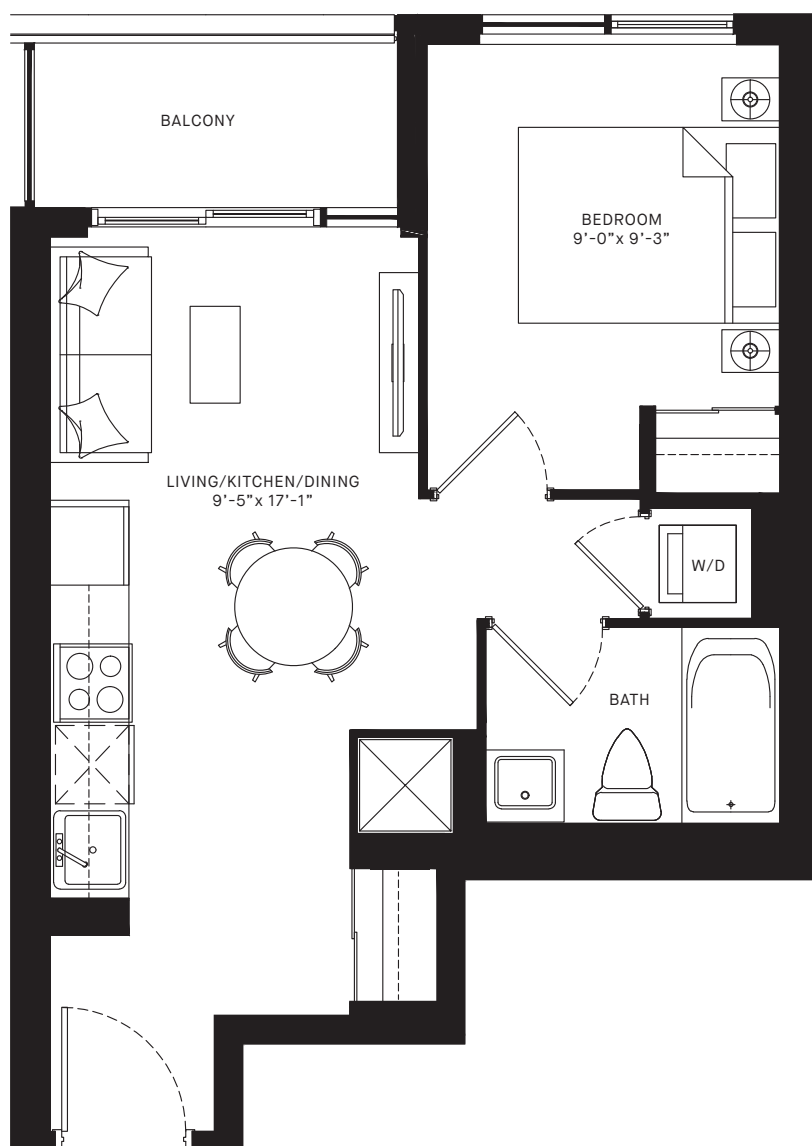 BALCONY
BEDROOM
9’-0”x 9’-3”
LIVING/KITCHEN/DINING
9’-5”x 17’-1”
W/D
BATH